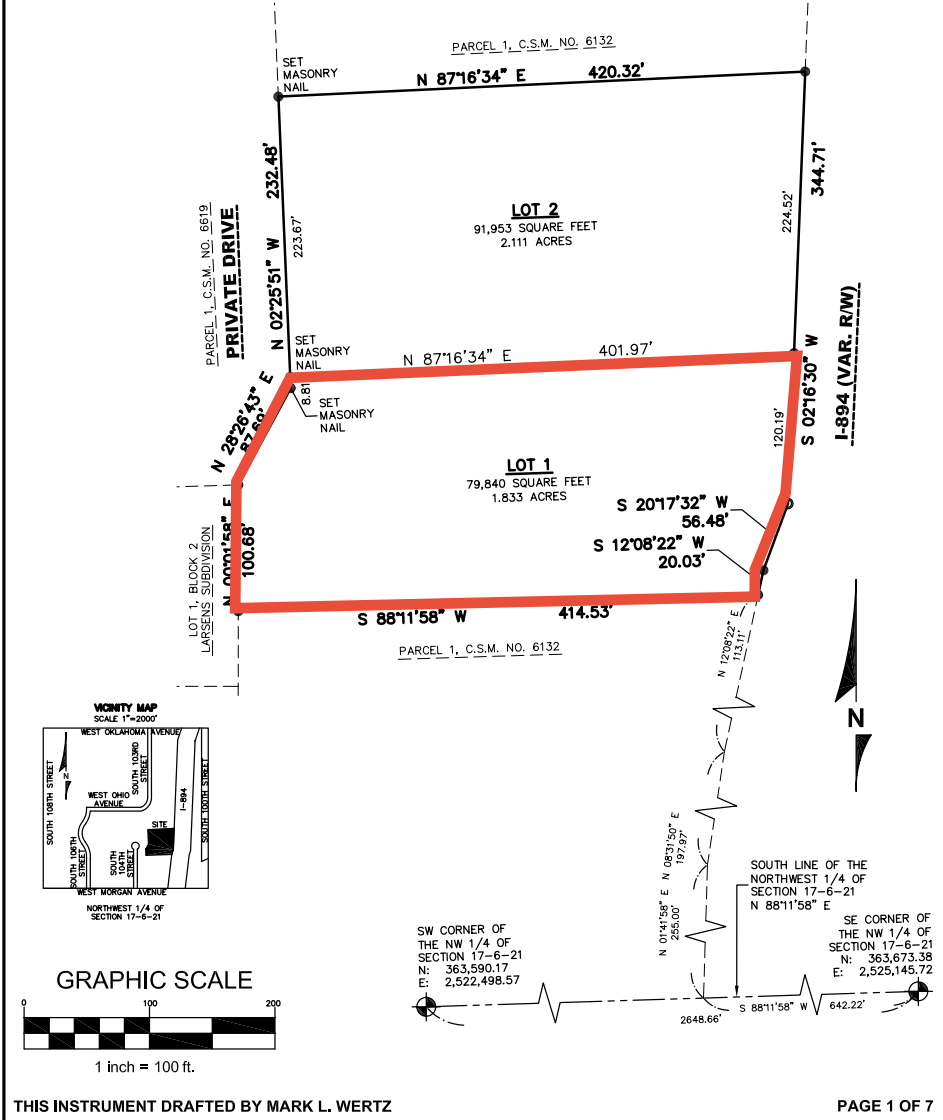 PARCEL 1, C.S.M. NO. 6132
SET
MASONRY
NAIL
N 87°16'34" E 420.32'
232.48'
N 02°25'51" W
223.67'
344.71'
224.52'
LOT 2
91,953 SQUARE FEET
2.111 ACRES
PARCEL 1, C.S.M. NO. 6619
PRIVATE DRIVE
I-894 (VAR. R/W)
SET
MASONRY
NAIL
N 87°16'34" E 401.97'
S 02°16'30" W
120.19'
8.81'
SET
MASONRY
NAIL
N 28°26'43" E
87.69'
LOT 1
79,840 SQUARE FEET
1.833 ACRES
S 20°17'32" W
56.48'
S 12°08'22" W
20.03'
N 00°01'58" E
100.68'
LOT 1, BLOCK 2
LARSENS SUBDIVISION
S 88°11'58" W 414.53'
PARCEL 1, C.S.M. NO. 6132
N 12°08'22" E
113.11'
N
VICINITY MAP
SCALE 1"=2000'
WEST OKLAHOMA AVENUE
SOUTH 108TH STREET
N
SOUTH 103RD
STREET
WEST OHIO
AVENUE
I-894
SOUTH 100TH STREET
SITE
SOUTH 106TH
STREET
SOUTH
104TH
STREET
WEST MORGAN AVENUE
NORTHWEST 1/4 OF
SECTION 17-6-21
N 08°31'50" E
197.97'
N 01°41'58" E
255.00'
SOUTH LINE OF THE
NORTHWEST 1/4 OF
SECTION 17-6-21
N 88°11'58" E
SW CORNER OF
THE NW 1/4 OF
SECTION 17-6-21
N: 363,590.17
E: 2,522,498.57
SE CORNER OF
THE NW 1/4 OF
SECTION 17-6-21
N: 363,673.38
E: 2,525,145.72
S 88°11'58" W 642.22'
2648.66'
GRAPHIC SCALE
0 100 200
1 inch = 100 ft.
THIS INSTRUMENT DRAFTED BY MARK L. WERTZ
PAGE 1 OF 7